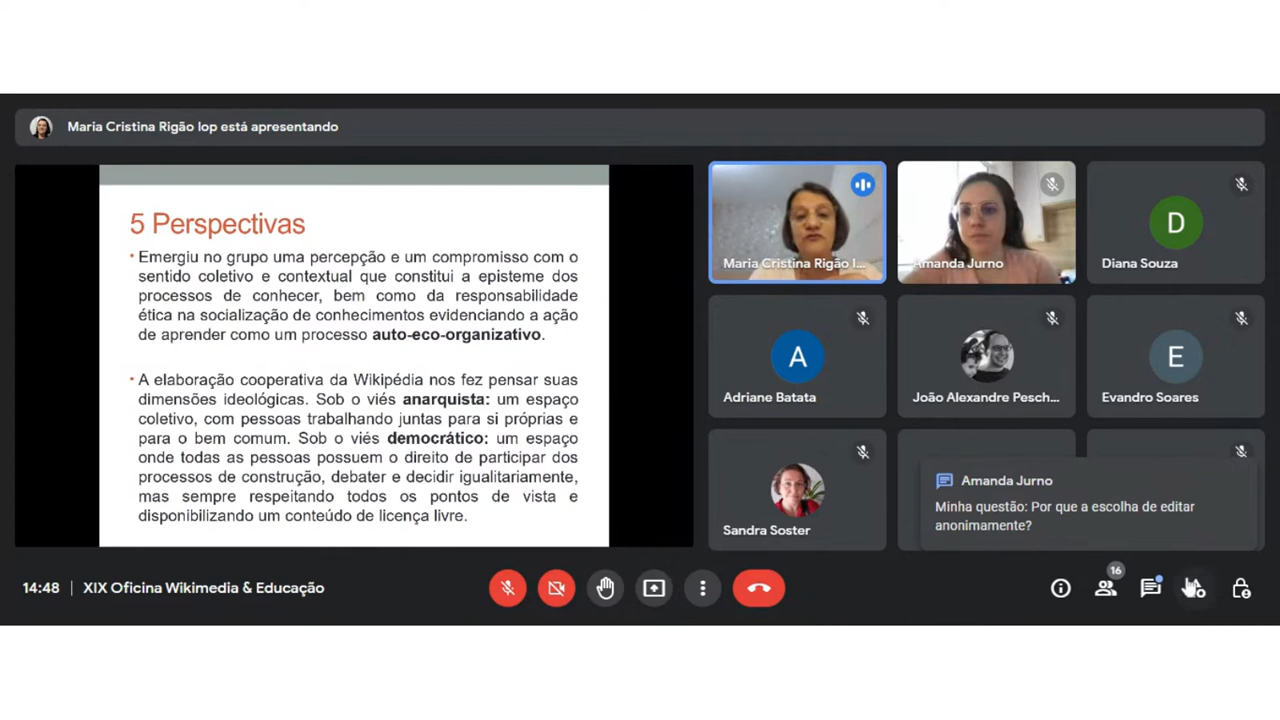 Maria Cristina Rigão Iop está apresentando
5 Perspectivas
• Emergiu no grupo uma percepção e um compromisso com o
sentido coletivo e contextual que constitui a episteme dos
processos de conhecer, bem como da responsabilidade
ética na socialização de conhecimentos evidenciando a ação
de aprender como um processo auto-eco-organizativo.
• A elaboração cooperativa da Wikipédia nos fez pensar suas
dimensões ideológicas. Sob o viés anarquista: um espaço
coletivo, com pessoas trabalhando juntas para si próprias e
para o bem comum. Sob o viés democrático: um espaço
onde todas as pessoas possuem o direito de participar dos
processos de construção, debater e decidir igualitariamente,
mas sempre respeitando todos os pontos de vista e
disponibilizando um conteúdo de licença livre.
Maria Cristina Rigão I...
Amanda Jurno
D
Diana Souza
A
Adriane Batata
João Alexandre Pesch...
E
Evandro Soares
Sandra Soster
Amanda Jurno
Minha questão: Por que a escolha de editar
anonimamente?
14:48 | XIX Oficina Wikimedia & Educação
16